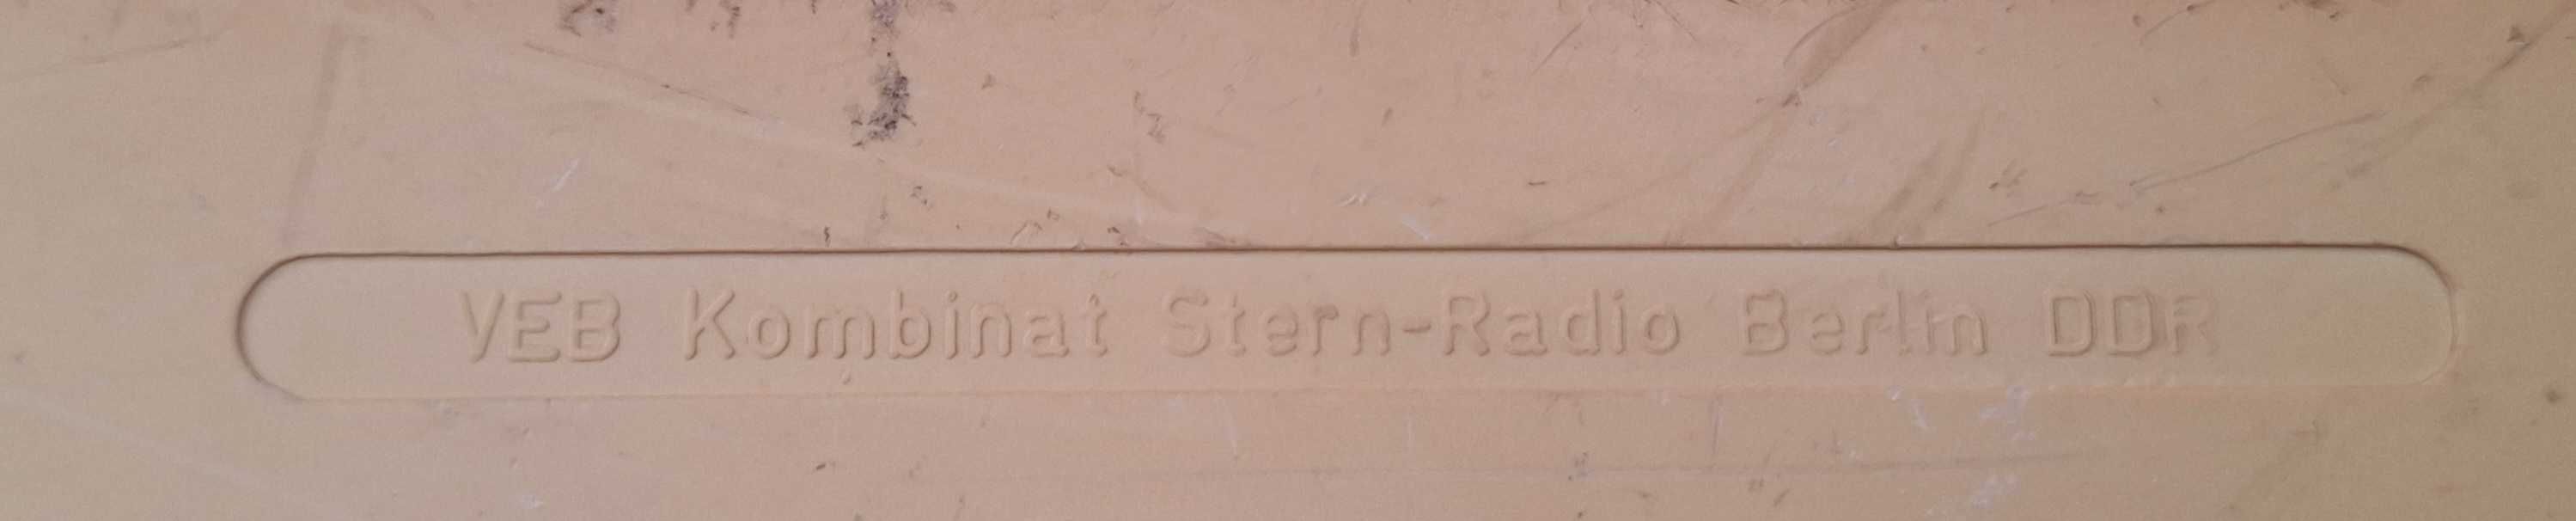 VEB Kombinat Stern-Radio Berlin DDR